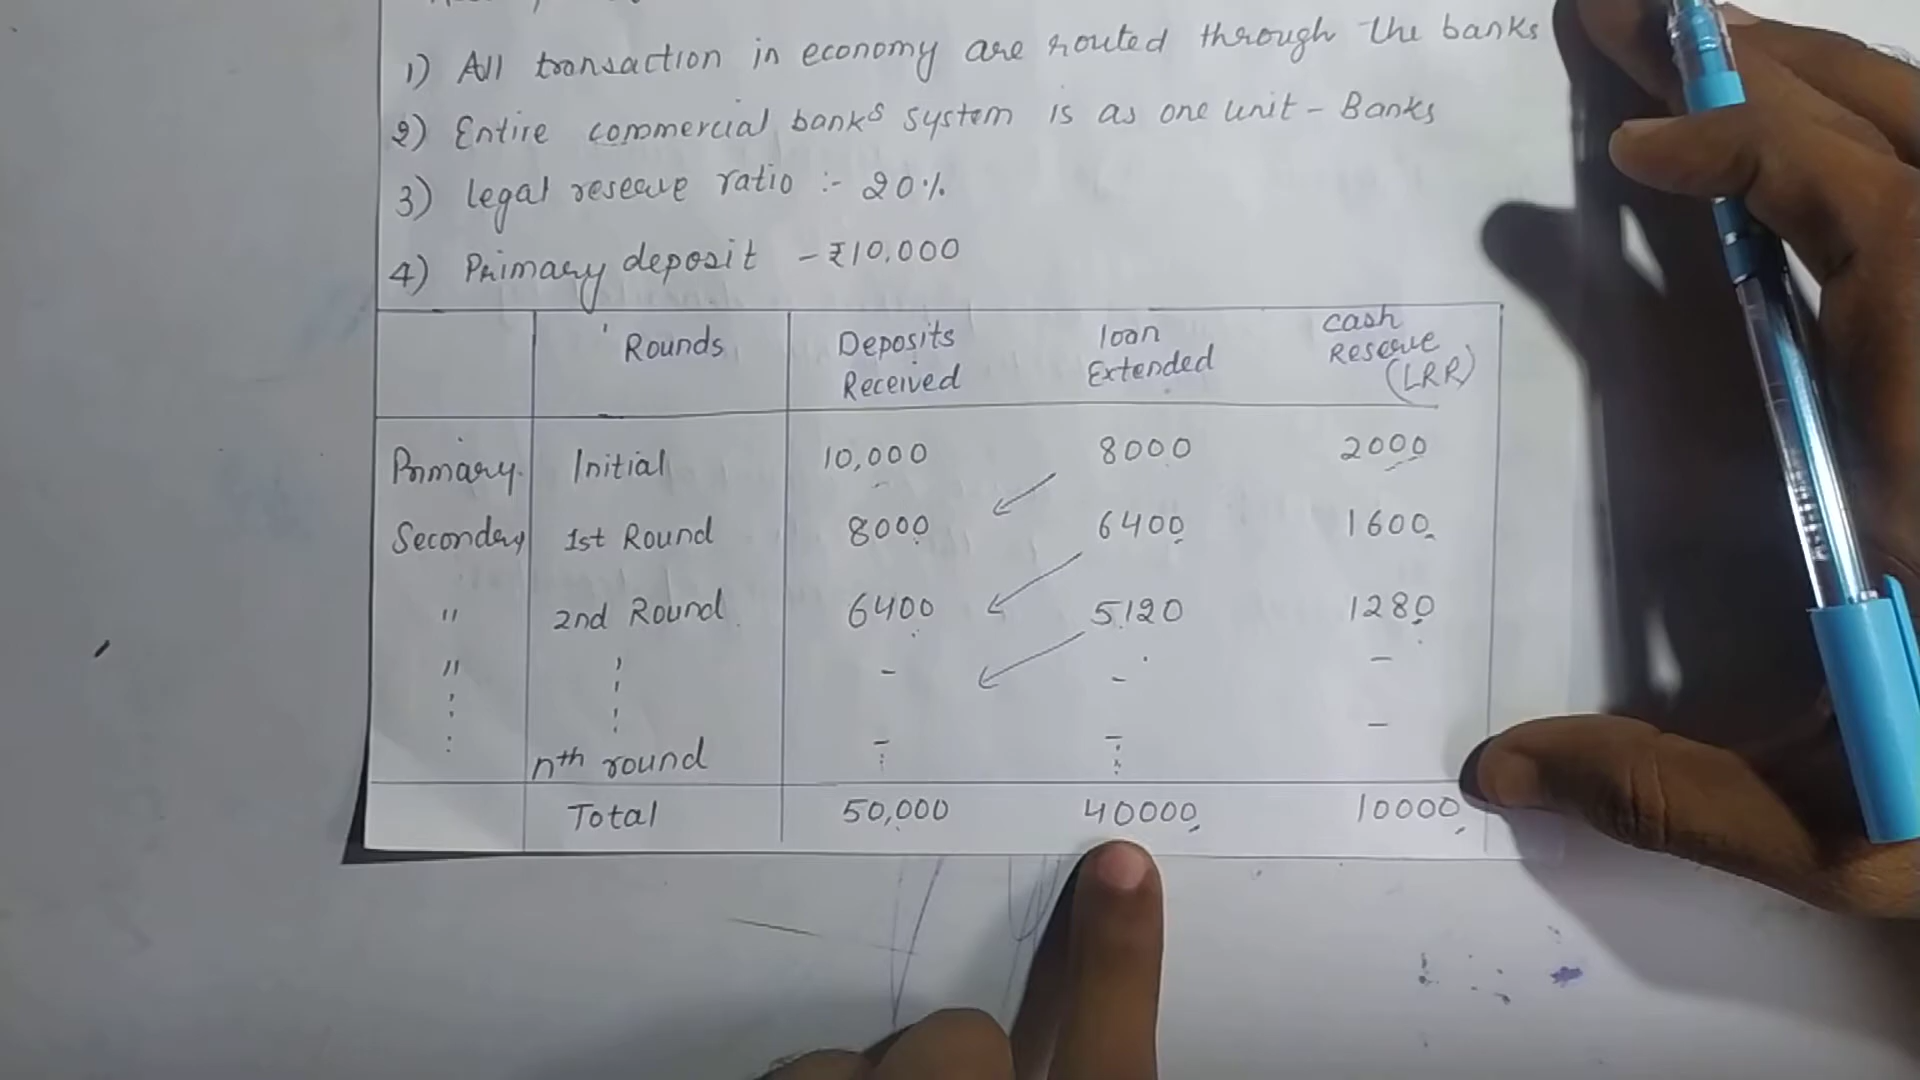 1) All transaction in economy are routed through the banks
2) Entire commercial banks system is as one unit - Banks
3) legal reserve ratio :- 20%
4) Primary deposit - ₹10,000
Rounds Deposits Received loan Extended Cash Reserve (LRR)
Primary. Initial 10,000 8000 2000
Secondary 1st Round 8000 6400 1600
" 2nd Round 6400 5120 1280
" - - -
nth round - - -
Total 50,000 40000 10000